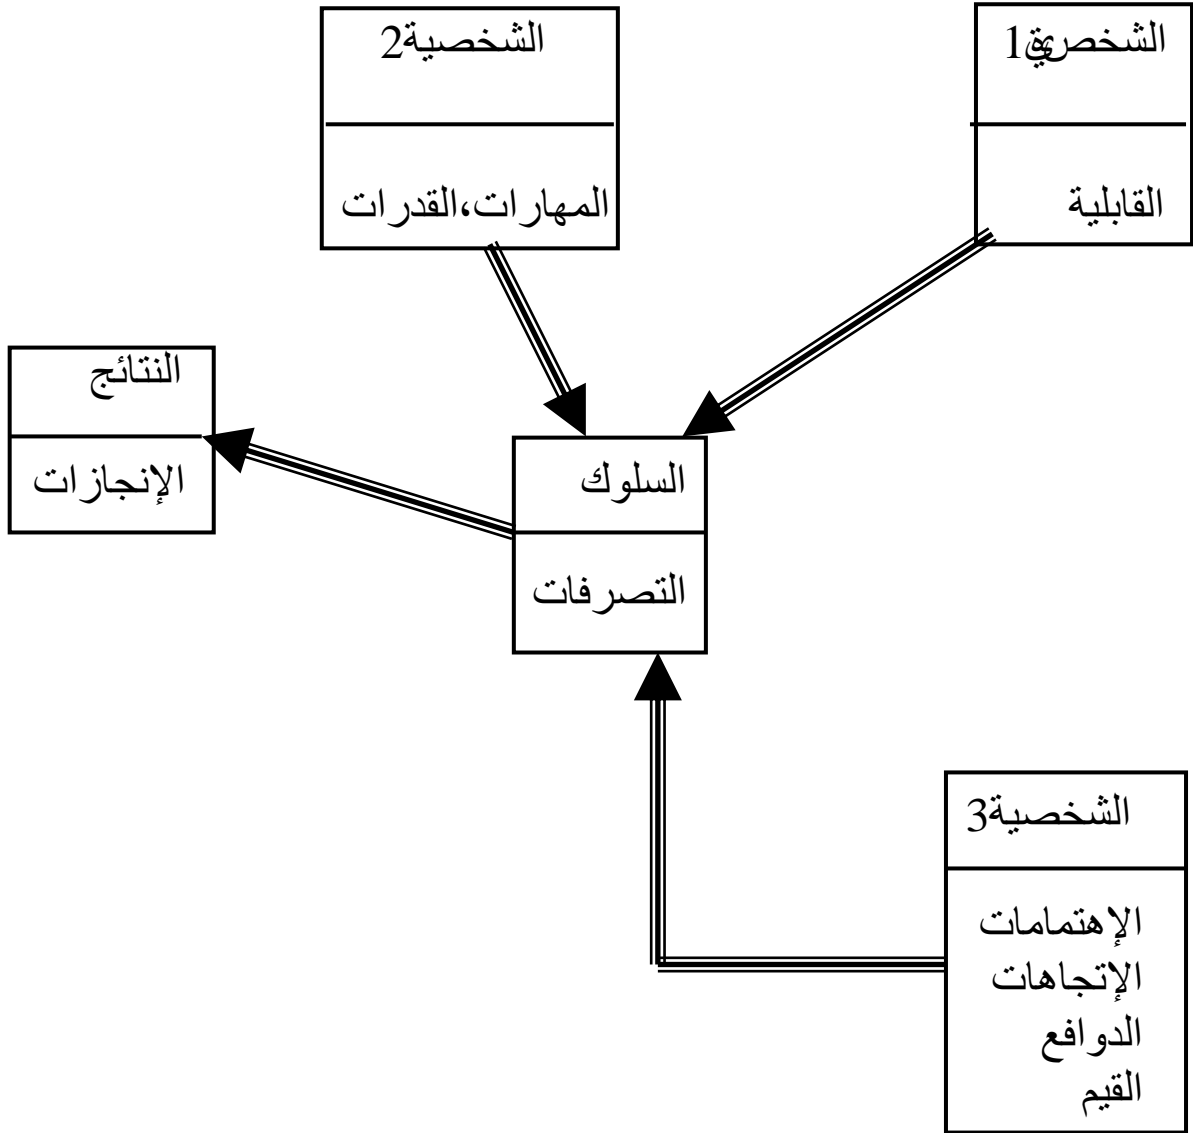 الشخصية1
القابلية
الشخصية2
المهارات،القدرات
النتائج
الإنجازات
السلوك
التصرفات
الشخصية3
الإهتمامات
الإتجاهات
الدوافع
القيم